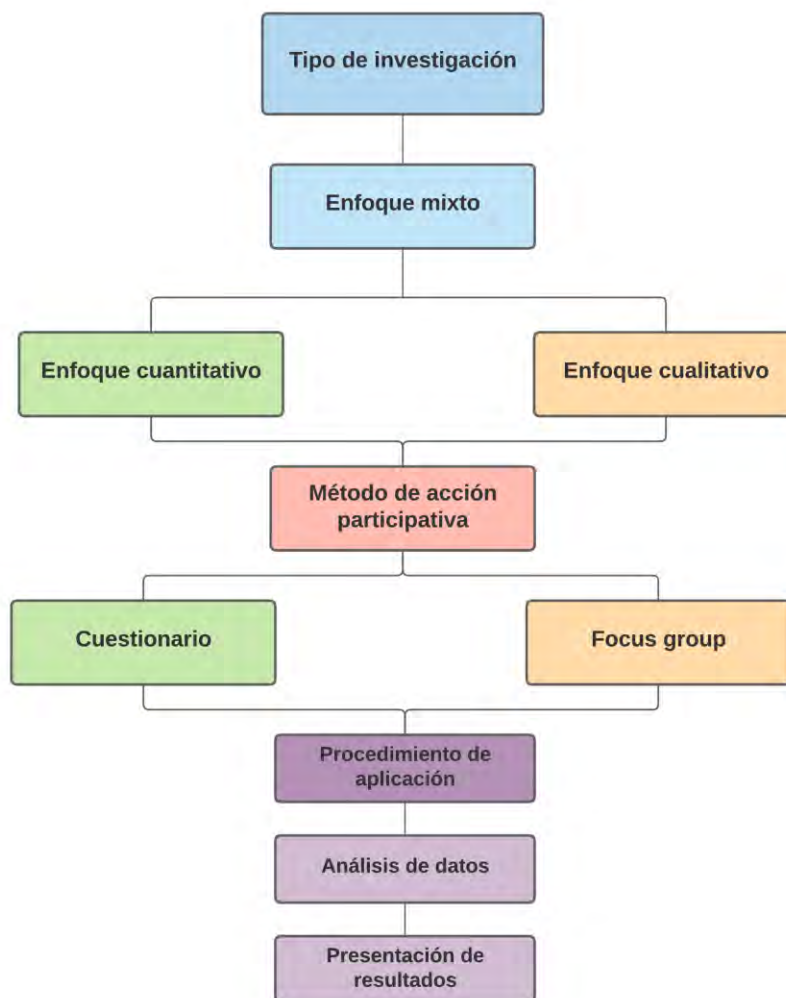 Tipo de investigación
Enfoque mixto
Enfoque cuantitativo
Enfoque cualitativo
Método de acción
participativa
Cuestionario
Focus group
Procedimiento de
aplicación
Análisis de datos
Presentación de
resultados